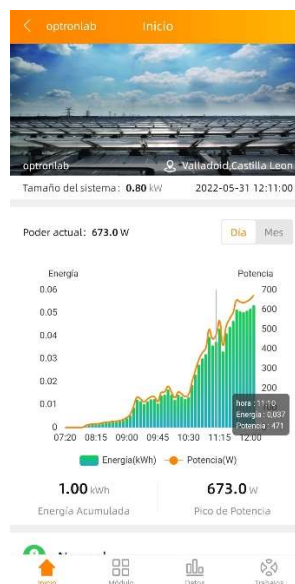 optronlab Inicio
optronlab Valladoid,Castilla Leon
Tamaño del sistema: 0.80 kW 2022-05-31 12:11:00
Poder actual: 673.0 W Día Mes
Energía Potencia
0.06 700
0.05 600
0.04 500
0.03 400
0.02 300
0.01 200
0
hora : 11:10
Energía : 0,037
Potencia : 471
07:20 08:15 09:00 09:45 10:30 11:15 12:00
Energía(kWh) Potencia(W)
1.00 kWh 673.0 W
Energía Acumulada Pico de Potencia
Inicio Módulo Datos Trabajos